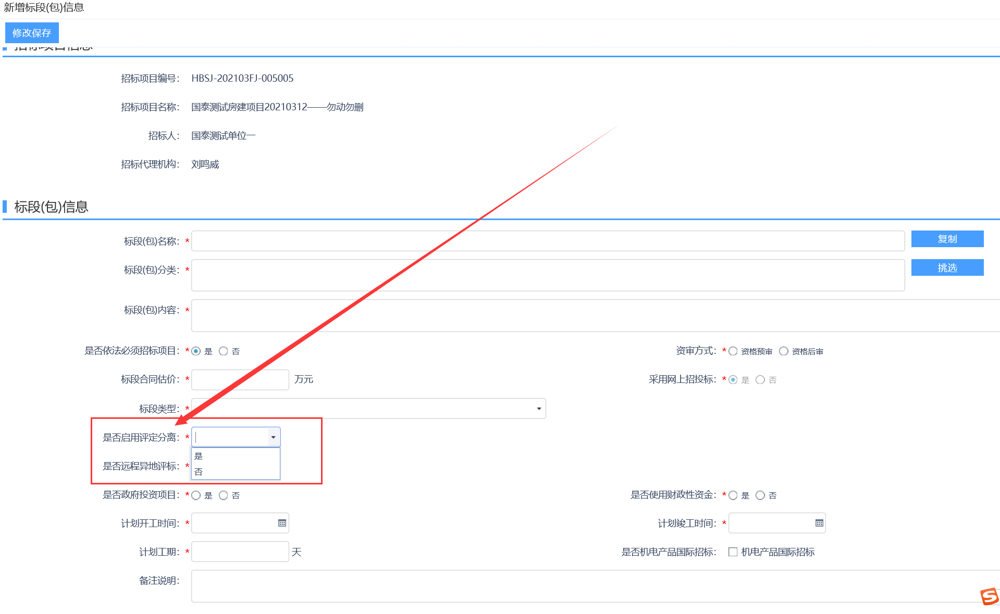 新增标段(包)信息
修改保存
招标项目信息
招标项目编号： HBSJ-202103FJ-005005
招标项目名称： 国泰测试房建项目20210312——勿动勿删
招标人： 国泰测试单位一
招标代理机构： 刘鸣威
标段(包)信息
标段(包)名称：* 复制
标段(包)分类：* 挑选
标段(包)内容：*
是否依法必须招标项目：* 是 否 资审方式：* 资格预审 资格后审
标段合同估价：* 万元 采用网上招投标：* 是 否
标段类型：*
是否启用评定分离：*
是
是否远程异地评标：*
否
是否政府投资项目：* 是 否 是否使用财政性资金：* 是 否
计划开工时间：* 计划竣工时间：*
计划工期：* 天 是否机电产品国际招标： 机电产品国际招标
备注说明：
S